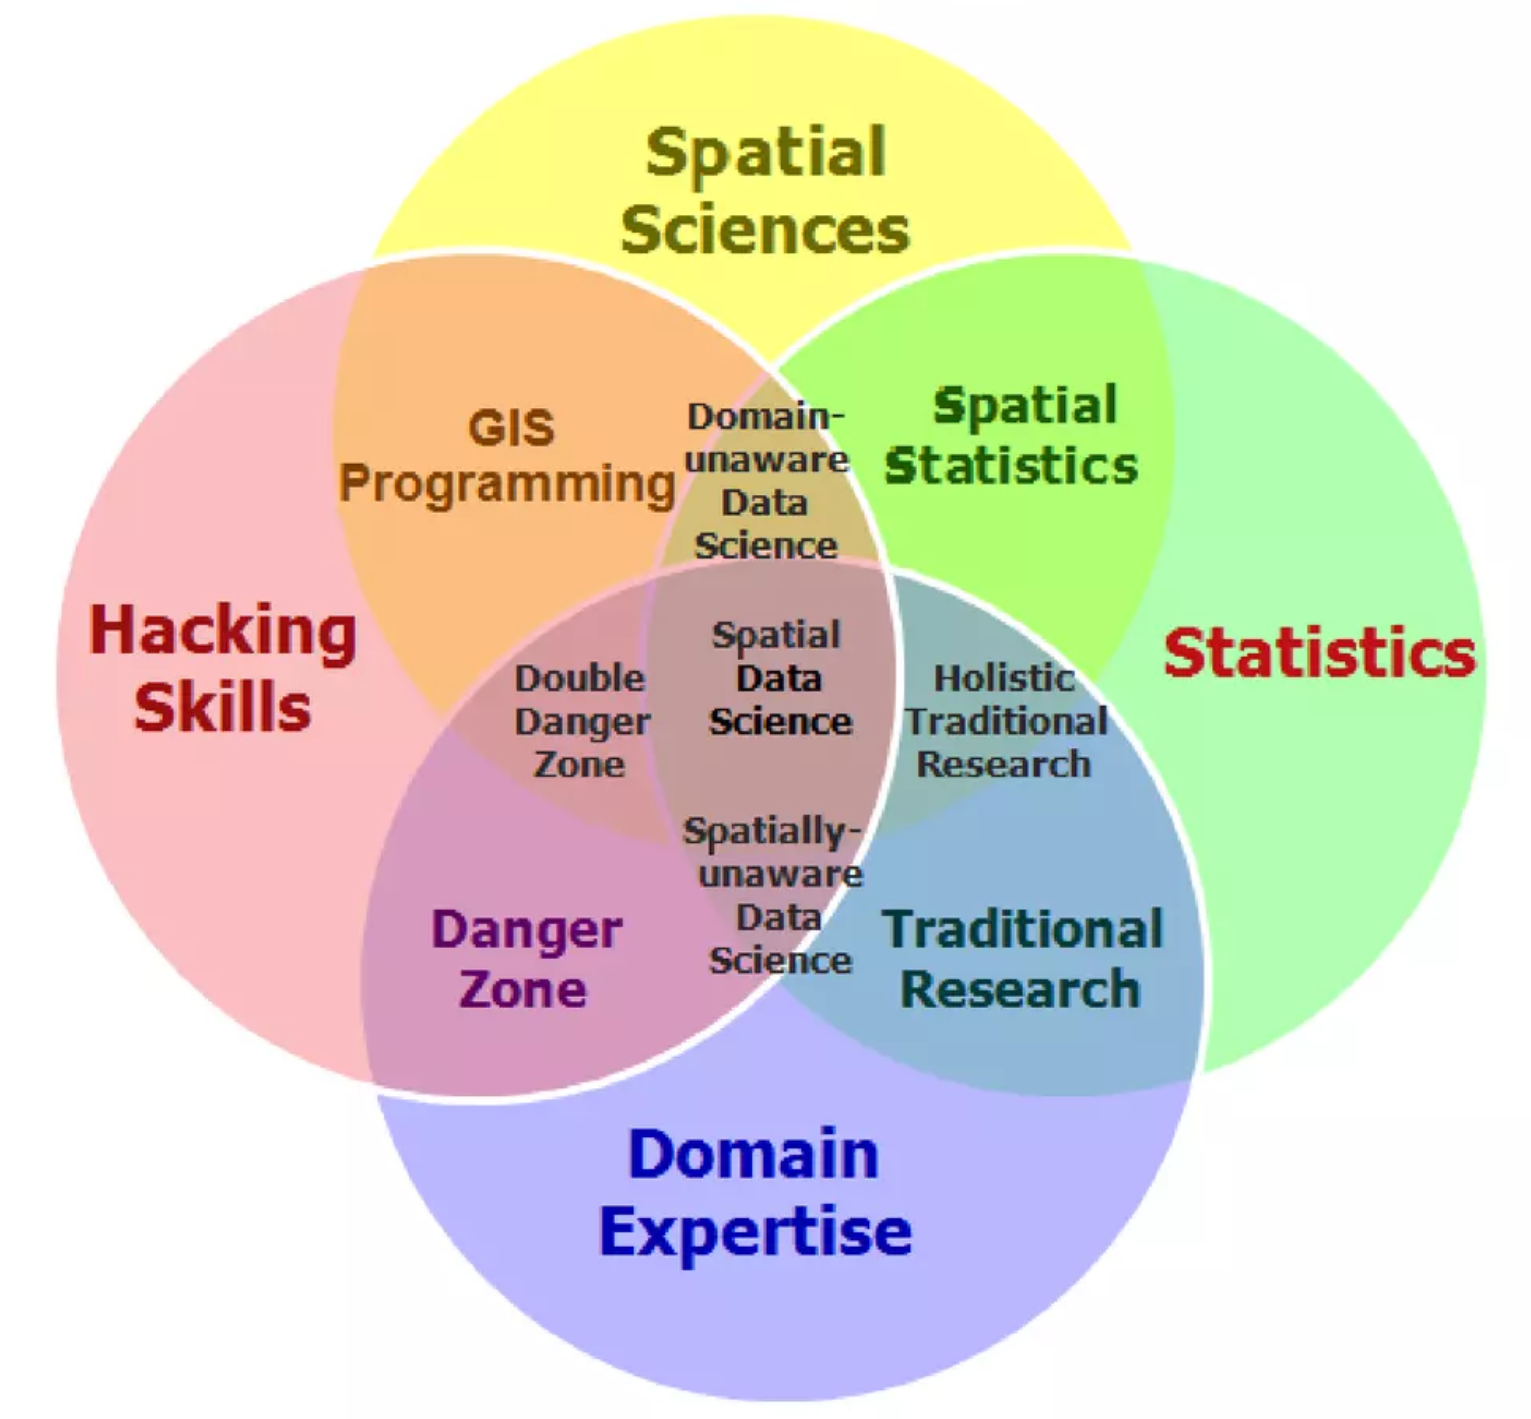 Spatial
Sciences
GIS
Programming
Domain-
unaware
Data
Science
Spatial
Statistics
Hacking
Skills
Double
Danger
Zone
Spatial
Data
Science
Holistic
Traditional
Research
Statistics
Spatially-
unaware
Data
Science
Danger
Zone
Traditional
Research
Domain
Expertise